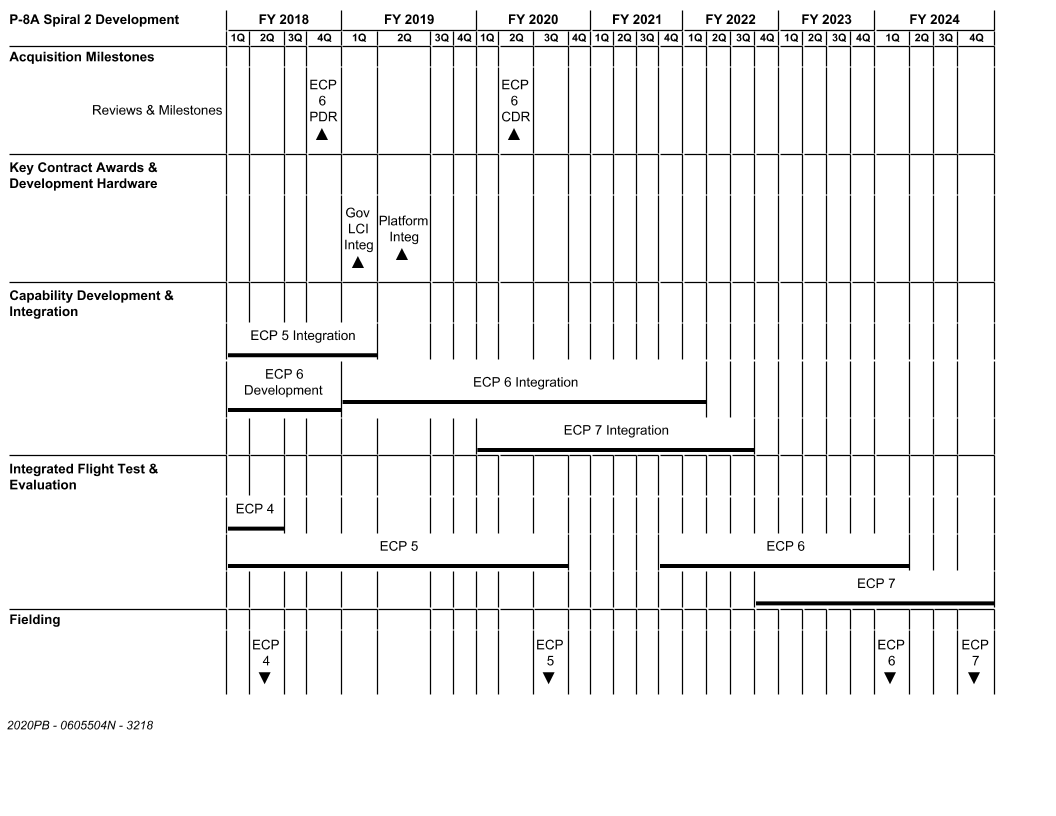 P-8A Spiral 2 Development
FY 2018 FY 2019 FY 2020 FY 2021 FY 2022 FY 2023 FY 2024
1Q 2Q 3Q 4Q 1Q 2Q 3Q 4Q 1Q 2Q 3Q 4Q 1Q 2Q 3Q 4Q 1Q 2Q 3Q 4Q 1Q 2Q 3Q 4Q 1Q 2Q 3Q 4Q
Acquisition Milestones
Reviews & Milestones
ECP
6
PDR
ECP
6
CDR
Key Contract Awards &
Development Hardware
Gov
LCI
Integ
Platform
Integ
Capability Development &
Integration
ECP 5 Integration
ECP 6
Development
ECP 6 Integration
ECP 7 Integration
Integrated Flight Test &
Evaluation
ECP 4
ECP 5
ECP 6
ECP 7
Fielding
ECP
4
ECP
5
ECP
6
ECP
7
2020PB - 0605504N - 3218